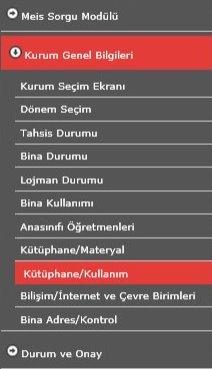 Meis Sorgu Modülü
Kurum Genel Bilgileri
Kurum Seçim Ekranı
Dönem Seçim
Tahsis Durumu
Bina Durumu
Lojman Durumu
Bina Kullanımı
Anasınıfı Öğretmenleri
Kütüphane/Materyal
Kütüphane/Kullanım
Bilişim/İnternet ve Çevre Birimleri
Bina Adres/Kontrol
Durum ve Onay